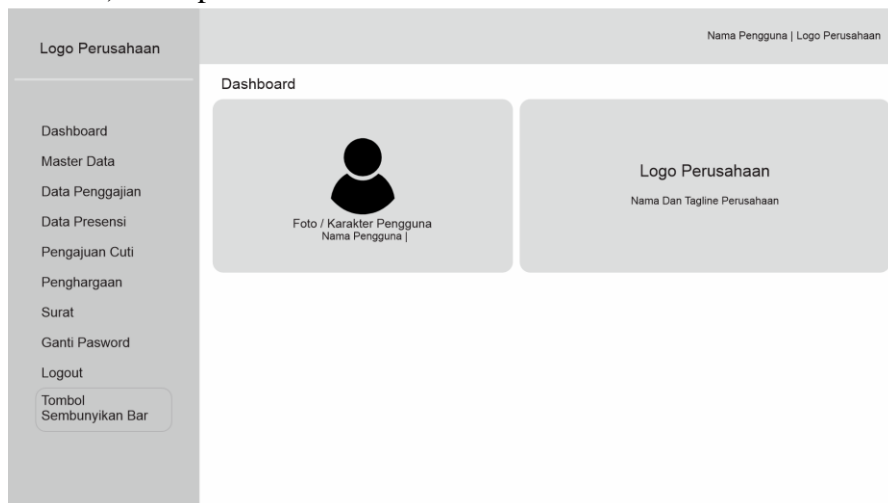 Logo Perusahaan
Nama Pengguna | Logo Perusahaan
Dashboard
Master Data
Data Penggajian
Data Presensi
Pengajuan Cuti
Penghargaan
Surat
Ganti Pasword
Logout
Tombol
Sembunyikan Bar
Dashboard
Foto / Karakter Pengguna
Nama Pengguna |
Logo Perusahaan
Nama Dan Tagline Perusahaan